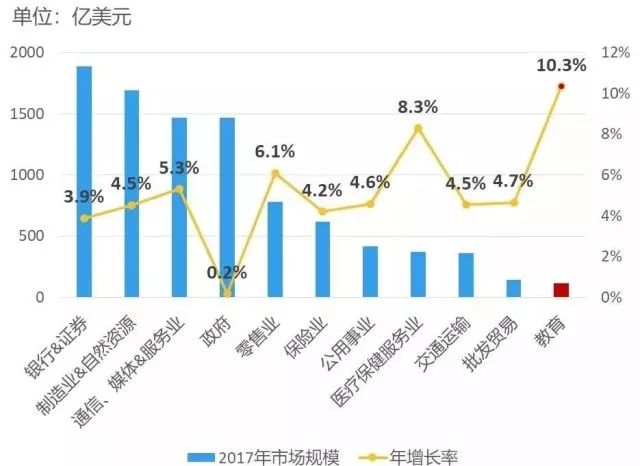 单位：亿美元
2000
1500
1000
500
0
12%
10%
8%
6%
4%
2%
0%
3.9%
4.5%
5.3%
0.2%
6.1%
4.2%
4.6%
8.3%
4.5%
4.7%
10.3%
银行&证券
制造业&自然资源
通信、媒体&服务业
政府
零售业
保险业
公用事业
医疗保健服务业
交通运输
批发贸易
教育
2017年市场规模
年增长率